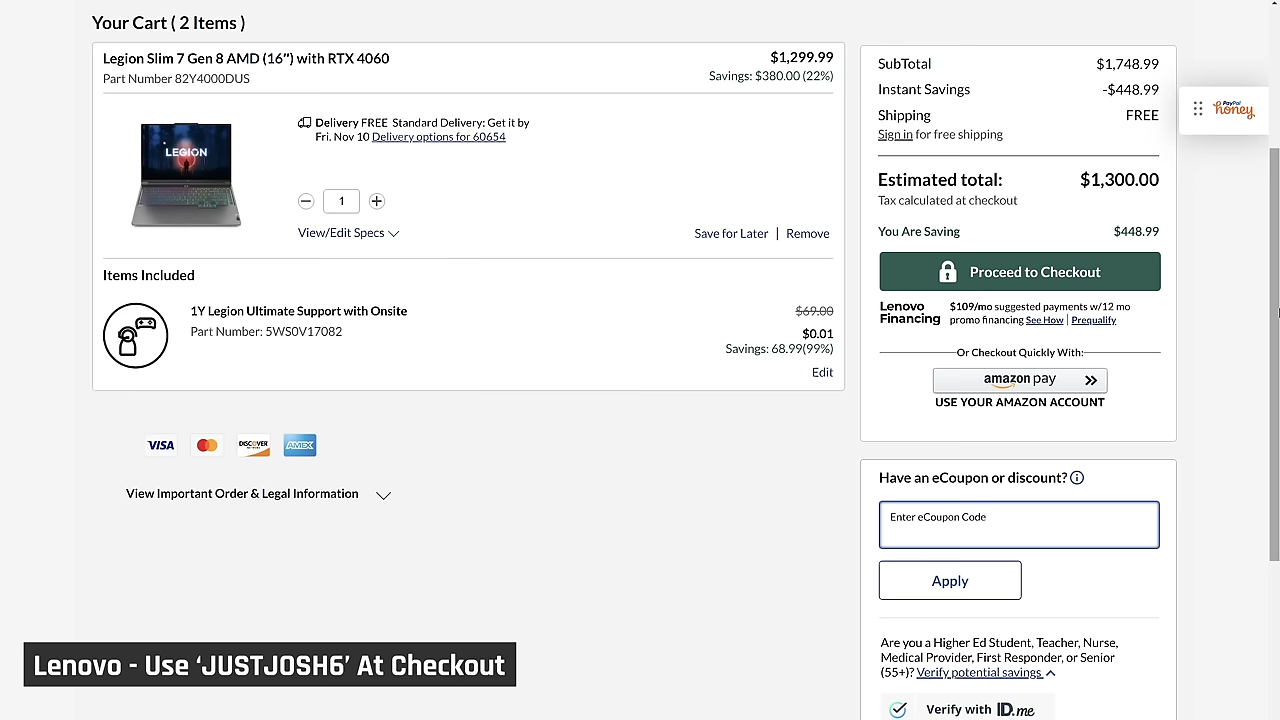 Your Cart ( 2 Items )
Legion Slim 7 Gen 8 AMD (16″) with RTX 4060
$1,299.99
Part Number 82Y4000DUS
Savings: $380.00 (22%)
LEGION
Delivery FREE Standard Delivery: Get it by
Fri. Nov 10 Delivery options for 60654
1
View/Edit Specs
Save for Later | Remove
Items Included
1Y Legion Ultimate Support with Onsite
$69.00
Part Number: 5WS0V17082
$0.01
Savings: 68.99(99%)
Edit
VISA
DISCOVER
AMEX
View Important Order & Legal Information
SubTotal $1,748.99
Instant Savings -$448.99
Shipping FREE
Sign in for free shipping
Estimated total: $1,300.00
Tax calculated at checkout
You Are Saving $448.99
Proceed to Checkout
Lenovo
Financing
$109/mo suggested payments w/12 mo
promo financing See How | Prequalify
Or Checkout Quickly With:
amazon pay
USE YOUR AMAZON ACCOUNT
PayPal
honey
Have an eCoupon or discount?
Enter eCoupon Code
Apply
Are you a Higher Ed Student, Teacher, Nurse,
Medical Provider, First Responder, or Senior
(55+)? Verify potential savings
Verify with ID.me
Lenovo - Use ‘JUSTJOSH6’ At Checkout